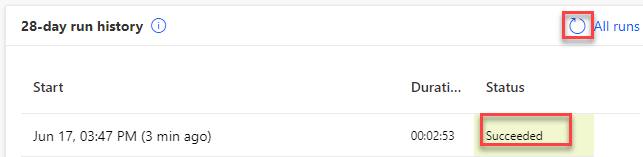 28-day run history All runs
Start Durati... Status
Jun 17, 03:47 PM (3 min ago) 00:02:53 Succeeded